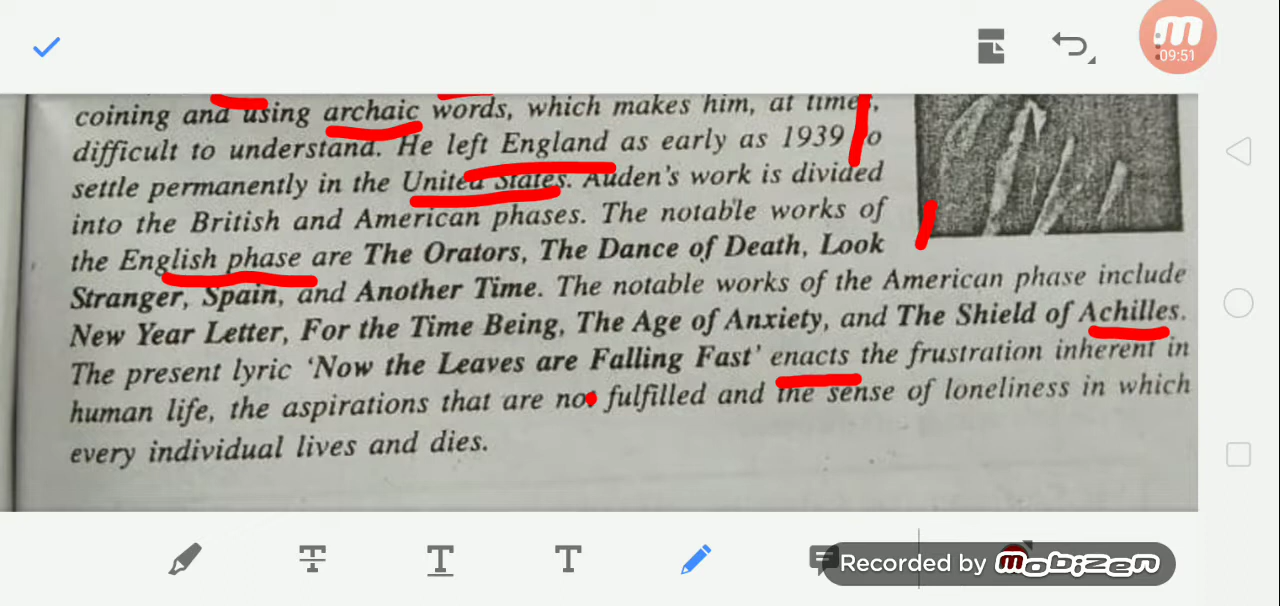 09:51
coining and using archaic words, which makes him, at times,
difficult to understand. He left England as early as 1939 to
settle permanently in the United States. Auden's work is divided
into the British and American phases. The notable works of
the English phase are The Orators, The Dance of Death, Look
Stranger, Spain, and Another Time. The notable works of the American phase include
New Year Letter, For the Time Being, The Age of Anxiety, and The Shield of Achilles.
The present lyric 'Now the Leaves are Falling Fast' enacts the frustration inherent in
human life, the aspirations that are not fulfilled and the sense of loneliness in which
every individual lives and dies.
T T T
Recorded by mobizen